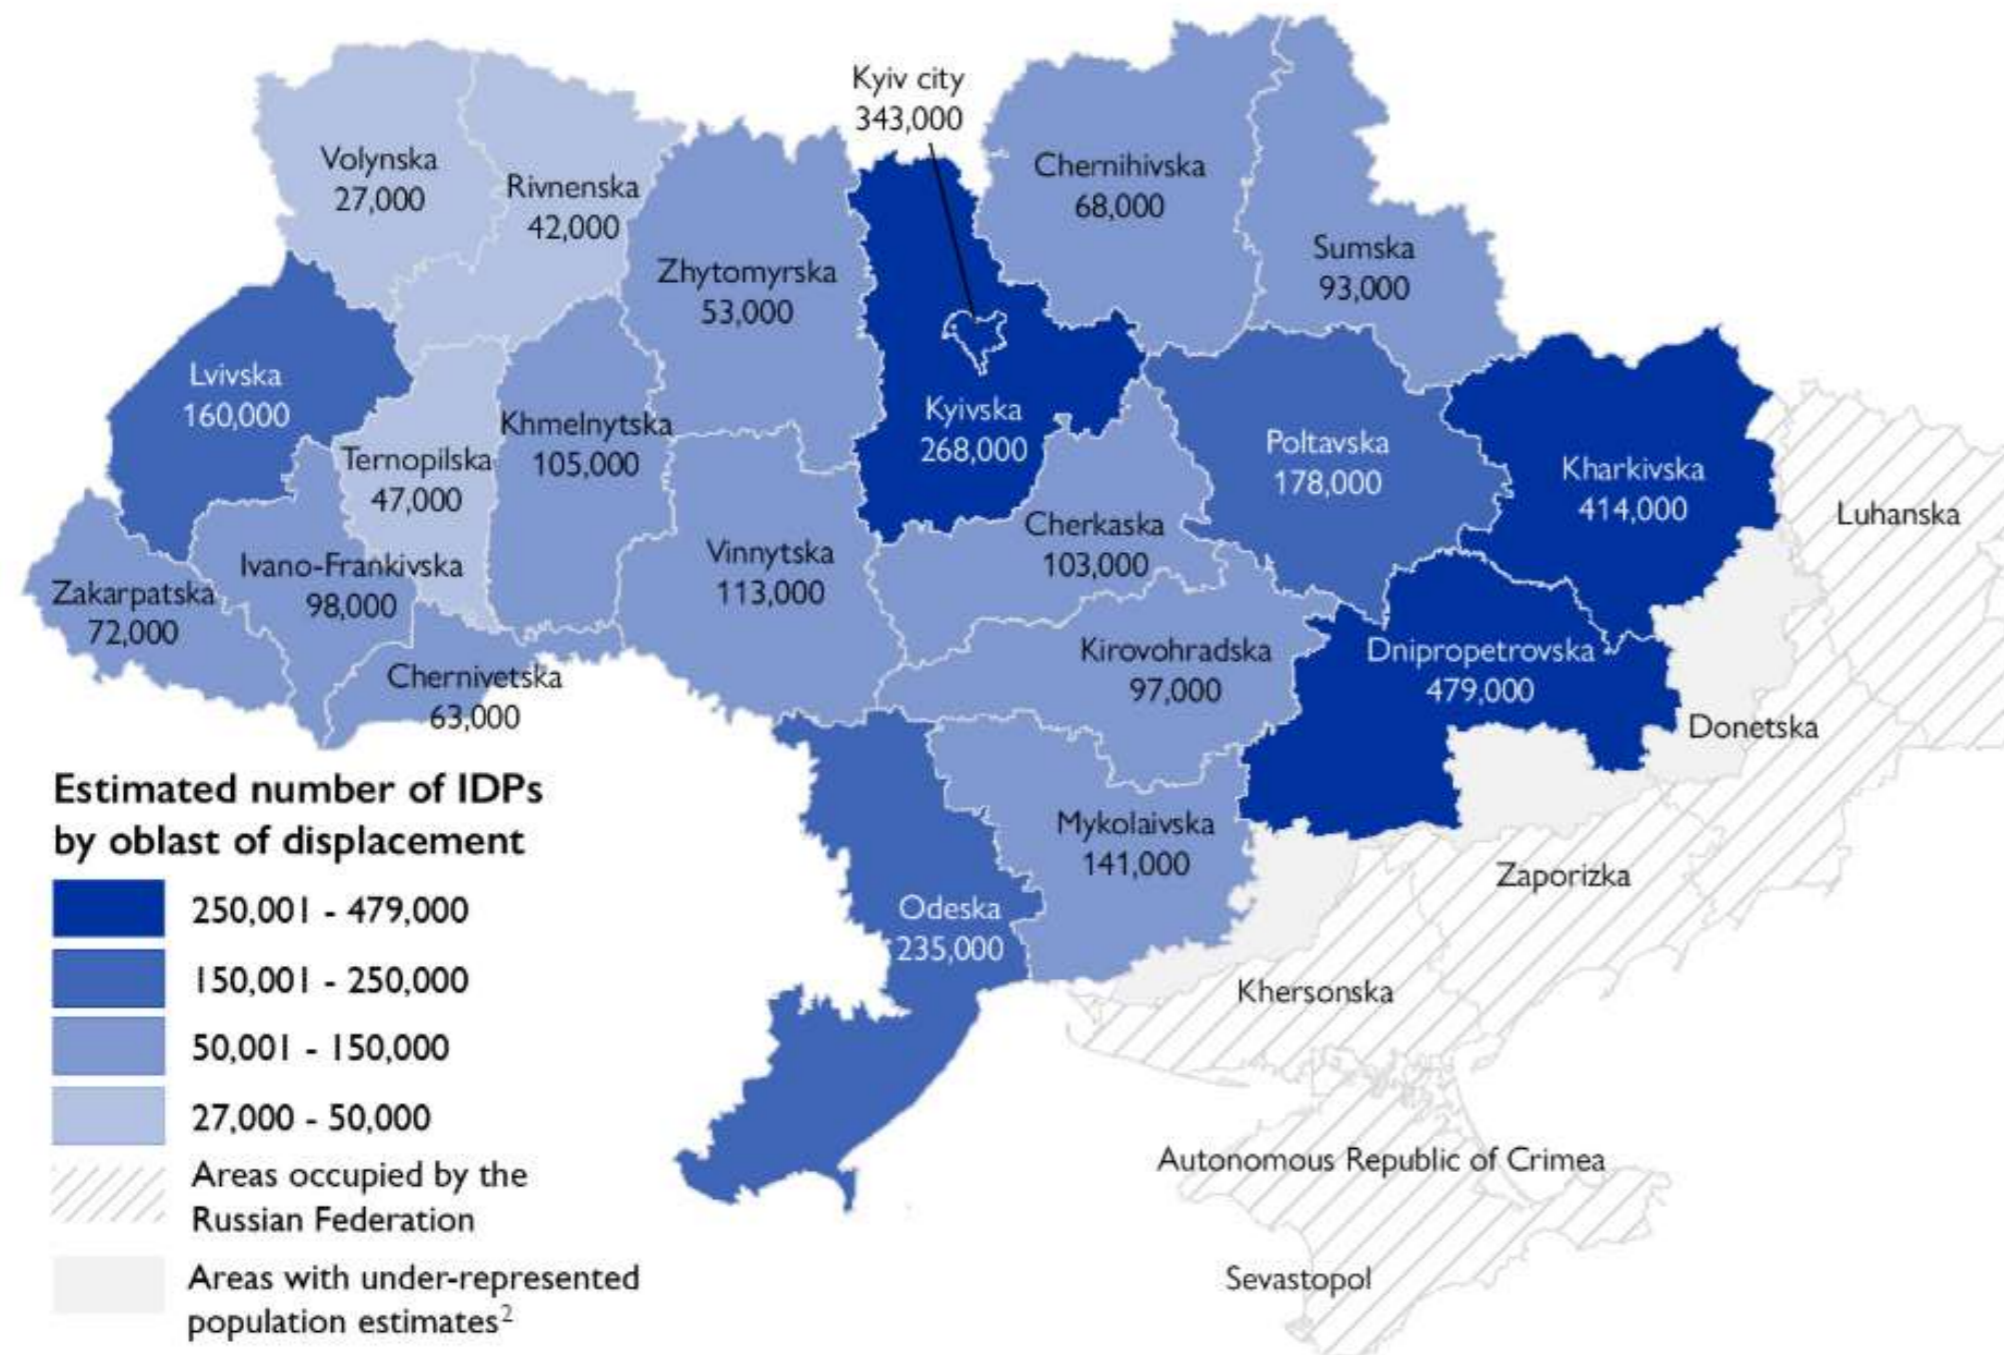 Kyiv city
343,000
Volynska
27,000
Rivnenska
42,000
Chernihivska
68,000
Sumska
93,000
Zhytomyrska
53,000
Lvivska
160,000
Khmelnytska
105,000
Ternopilska
47,000
Kyivska
268,000
Poltavska
178,000
Kharkivska
414,000
Luhanska
Cherkaska
103,000
Vinnytska
113,000
Ivano-Frankivska
98,000
Zakarpatska
72,000
Chernivetska
63,000
Kirovohradska
97,000
Dnipropetrovska
479,000
Donetska
Mykolaivska
141,000
Zaporizka
Odeska
235,000
Khersonska
Autonomous Republic of Crimea
Sevastopol
Estimated number of IDPs
by oblast of displacement
250,001 - 479,000
150,001 - 250,000
50,001 - 150,000
27,000 - 50,000
Areas occupied by the
Russian Federation
Areas with under-represented
population estimates²